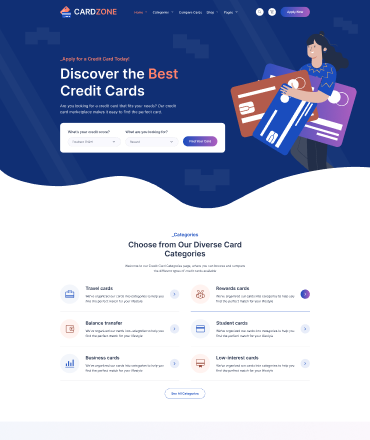 CARDZONE
Home Categories Compare Cards Shop Pages Apply Now
_Apply for a Credit Card Today!
Discover the Best
Credit Cards
Are you looking for a credit card that fits your needs? Our credit
card marketplace makes it easy to find the perfect card.
What's your credit score? What are you looking for?
Find Your Card
_Categories
Choose from Our Diverse Card
Categories
Welcome to our Credit Card Categories page, where you can discover and compare
the different types of credit cards available
Travel cards
We've organized our cards into categories to help you
find the perfect match for your lifestyle
Rewards cards
We've organized our cards into categories to help you
find the perfect match for your lifestyle
Balance transfer
We've organized our cards into categories to help you
find the perfect match for your lifestyle
Student cards
We've organized our cards into categories to help you
find the perfect match for your lifestyle
Business cards
We've organized our cards into categories to help you
find the perfect match for your lifestyle
Low-interest cards
We've organized our cards into categories to help you
find the perfect match for your lifestyle
See All Categories